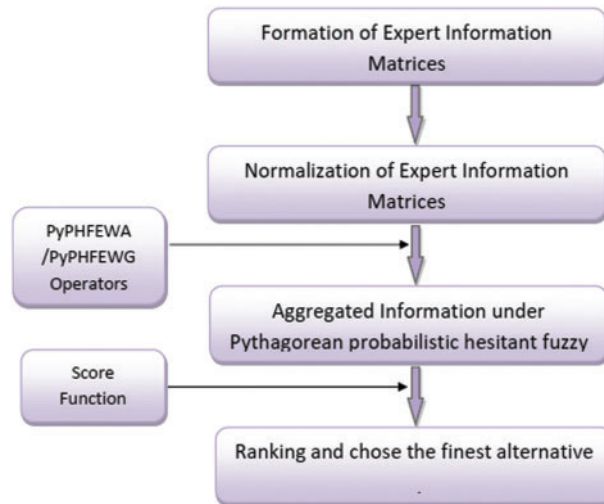 Formation of Expert Information
Matrices
Normalization of Expert Information
Matrices
PyPHFEWA
/PyPHFEWG
Operators
Aggregated Information under
Pythagorean probabilistic hesitant fuzzy
Score
Function
Ranking and chose the finest alternative
.